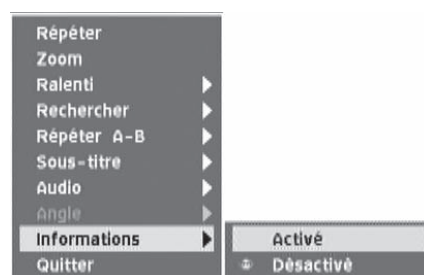 Répéter
Zoom
Ralenti
Rechercher
Répéter A-B
Sous-titre
Audio
Angle
Informations
Activé
Quitter
Désactivé